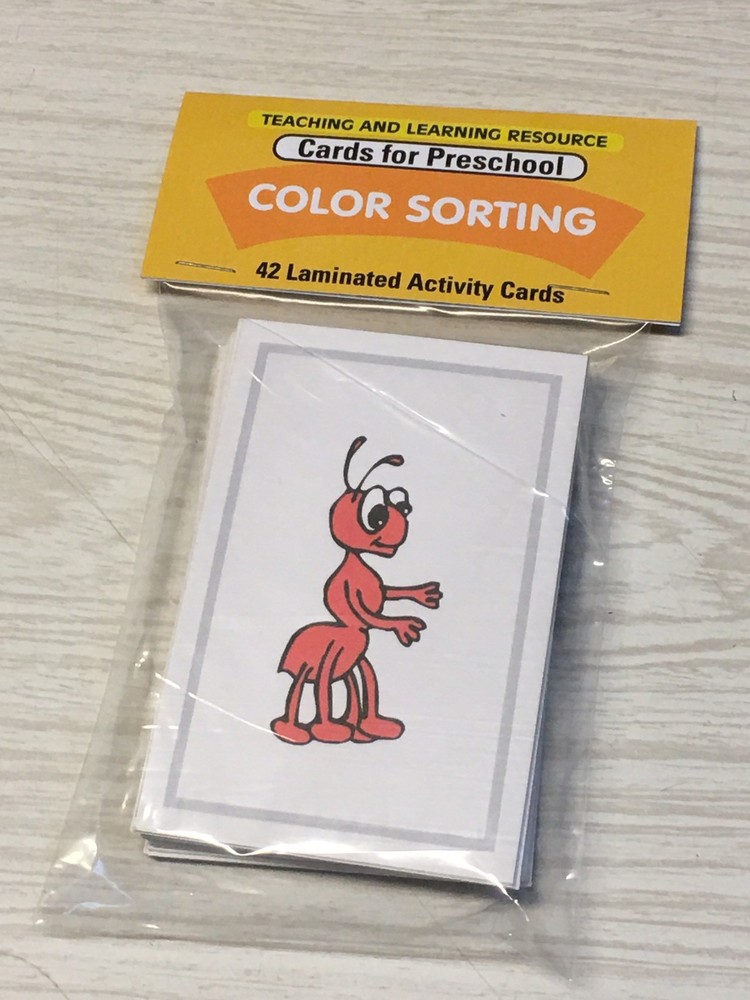 TEACHING AND LEARNING RESOURCE
Cards for Preschool
COLOR SORTING
42 Laminated Activity Cards